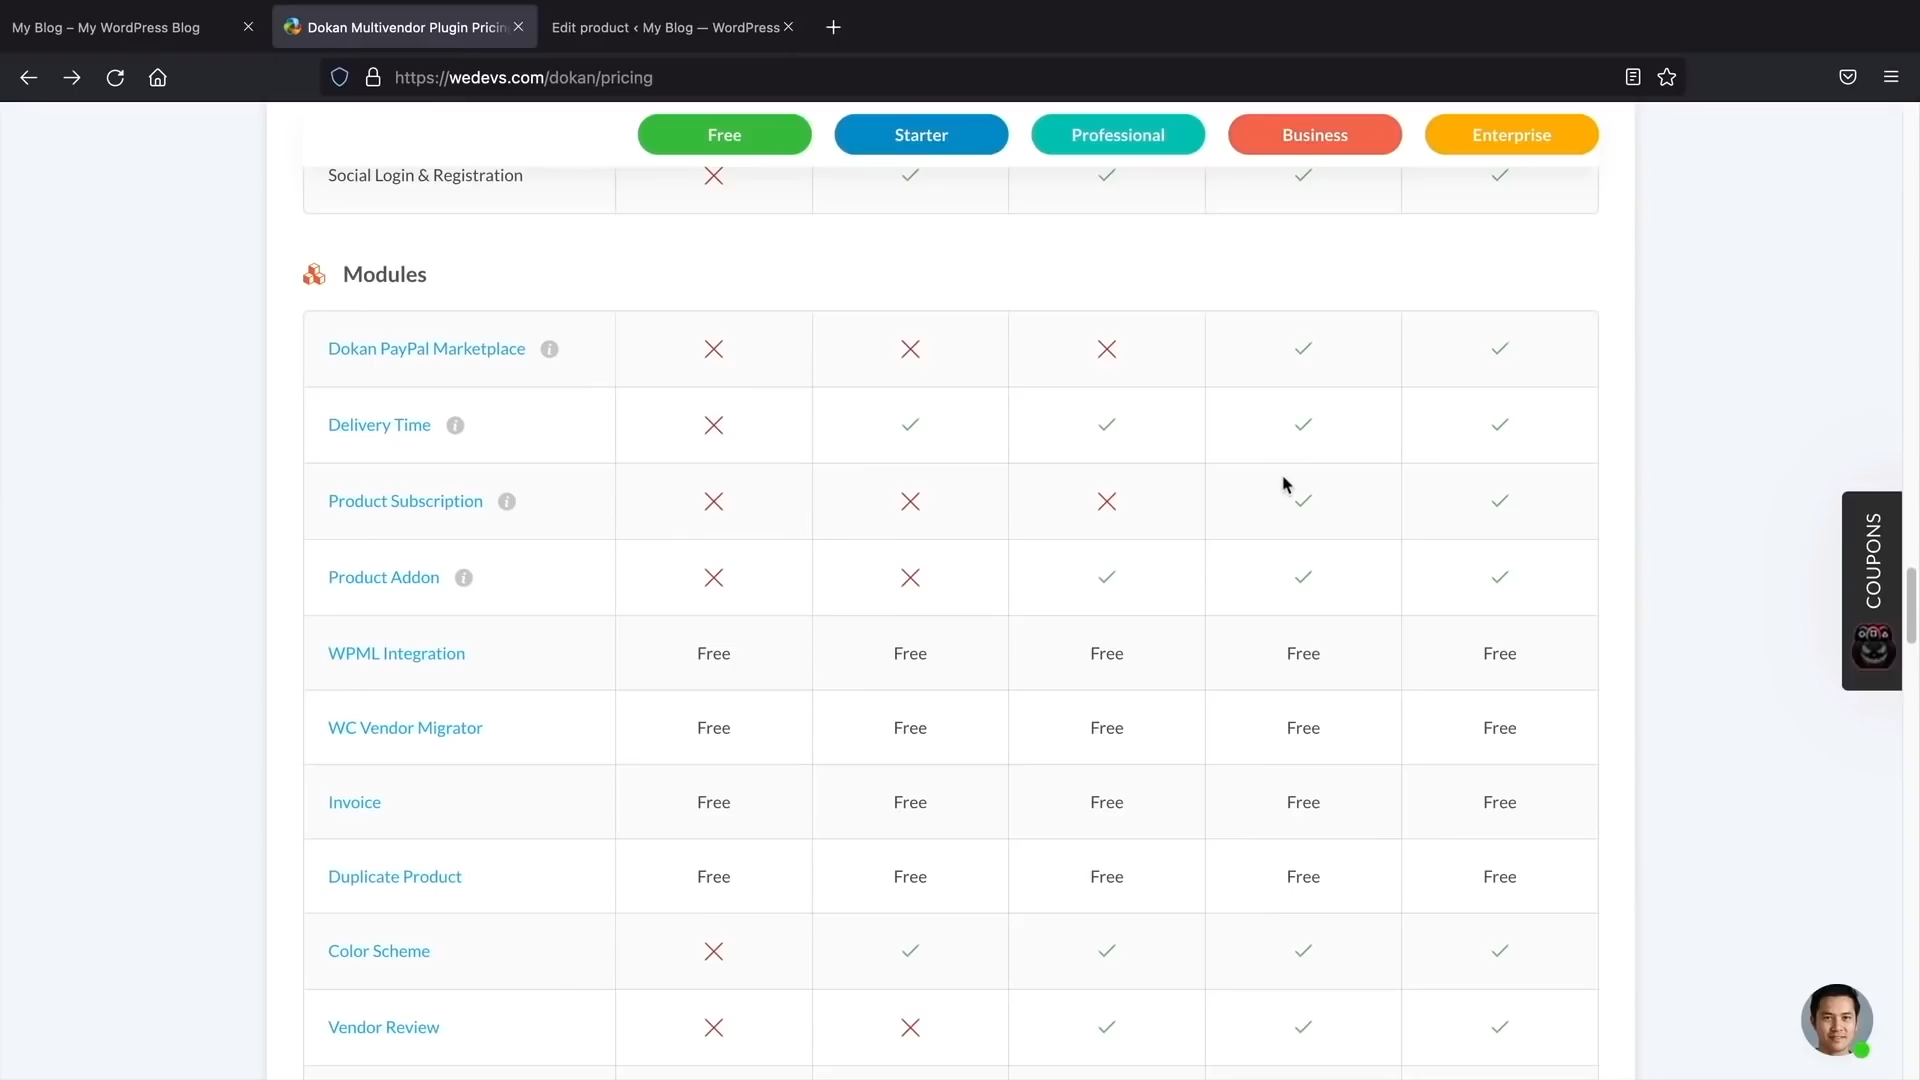 My Blog – My WordPress Blog
Dokan Multivendor Plugin Pricin
Edit product ‹ My Blog — WordPress
https://wedevs.com/dokan/pricing
Free Starter Professional Business Enterprise
Social Login & Registration
Modules
Dokan PayPal Marketplace
Delivery Time
Product Subscription
Product Addon
WPML Integration Free Free Free Free Free
WC Vendor Migrator Free Free Free Free Free
Invoice Free Free Free Free Free
Duplicate Product Free Free Free Free Free
Color Scheme
Vendor Review
COUPONS